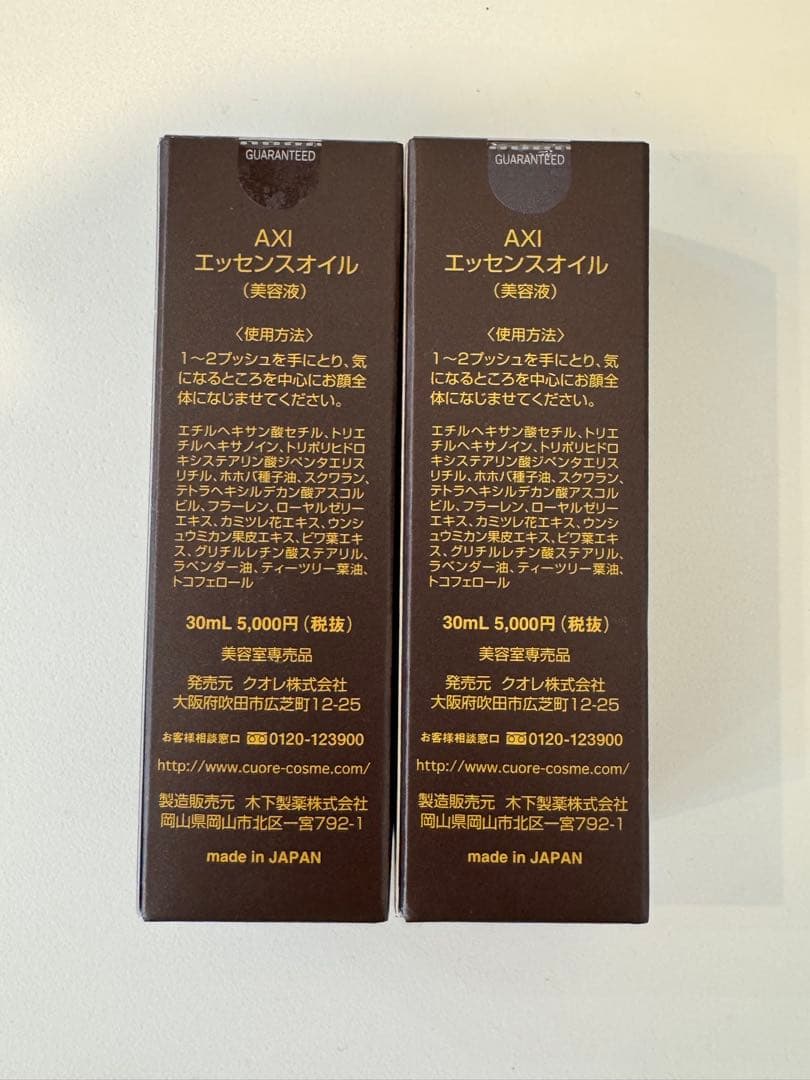 GUARANTEED
AXI
エッセンスオイル
（美容液）
〈使用方法〉
1〜2プッシュを手にとり、気
になるところを中心にお顔全
体になじませてください。
エチルヘキサン酸セチル、トリエ
チルヘキサノイン、トリポリヒドロ
キシステアリン酸ジペンタエリス
リチル、ホホバ種子油、スクワラン、
テトラヘキシルデカン酸アスコル
ビル、フラーレン、ローヤルゼリー
エキス、カミツレ花エキス、ウンシ
ュウミカン果皮エキス、ビワ葉エキ
ス、グリチルレチン酸ステアリル、
ラベンダー油、ティーツリー葉油、
トコフェロール
30mL 5,000円（税抜）
美容室専売品
発売元 クオレ株式会社
大阪府吹田市広芝町12-25
お客様相談窓口 0120-123900
http://www.cuore-cosme.com/
製造販売元 木下製薬株式会社
岡山県岡山市北区一宮792-1
made in JAPAN
GUARANTEED
AXI
エッセンスオイル
（美容液）
〈使用方法〉
1〜2プッシュを手にとり、気
になるところを中心にお顔全
体になじませてください。
エチルヘキサン酸セチル、トリエ
チルヘキサノイン、トリポリヒドロ
キシステアリン酸ジペンタエリス
リチル、ホホバ種子油、スクワラン、
テトラヘキシルデカン酸アスコル
ビル、フラーレン、ローヤルゼリー
エキス、カミツレ花エキス、ウンシ
ュウミカン果皮エキス、ビワ葉エキ
ス、グリチルレチン酸ステアリル、
ラベンダー油、ティーツリー葉油、
トコフェロール
30mL 5,000円（税抜）
美容室専売品
発売元 クオレ株式会社
大阪府吹田市広芝町12-25
お客様相談窓口 0120-123900
http://www.cuore-cosme.com/
製造販売元 木下製薬株式会社
岡山県岡山市北区一宮792-1
made in JAPAN